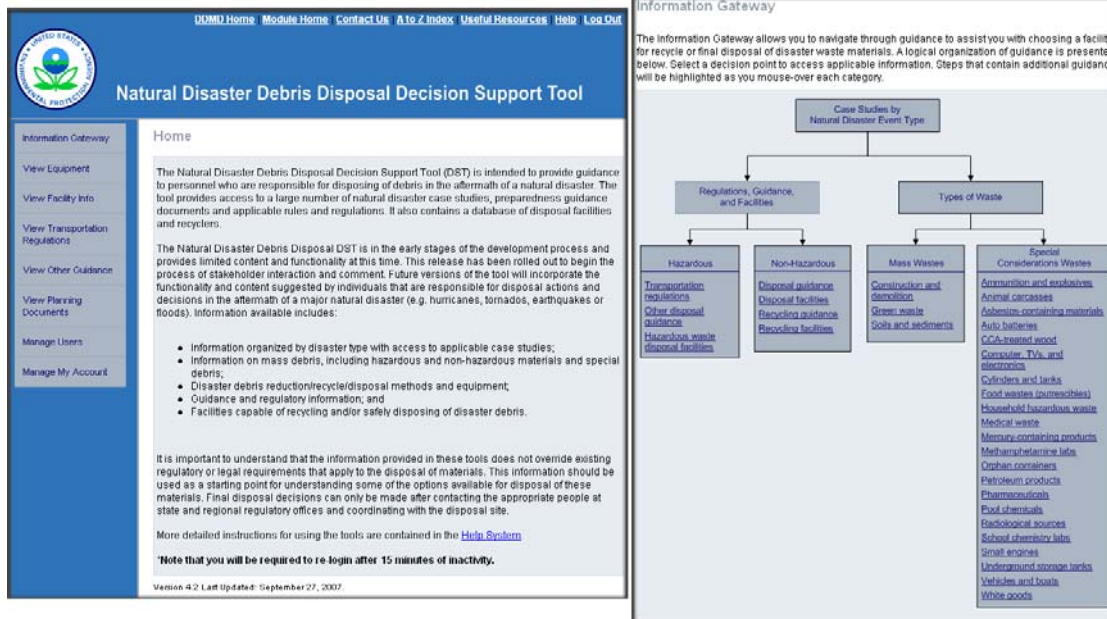 DDMD Home Module Home Contact Us A to Z Index Useful Resources Help Log Out
UNITED STATES
ENVIRONMENTAL PROTECTION AGENCY
Natural Disaster Debris Disposal Decision Support Tool
Information Gateway
View Equipment
View Facility Info
View Transportation
Regulations
View Other Guidance
View Planning
Documents
Manage Users
Manage My Account
Home
The Natural Disaster Debris Disposal Decision Support Tool (DST) is intended to provide guidance
to personnel who are responsible for disposing of debris in the aftermath of a natural disaster. The
tool provides access to a large number of natural disaster case studies, preparedness guidance
documents and applicable rules and regulations. It also contains a database of disposal facilities
and recyclers.
The Natural Disaster Debris Disposal DST is in the early stages of the development process and
provides limited content and functionality at this time. This release has been rolled out to begin the
process of stakeholder interaction and comment. Future versions of the tool will incorporate the
functionality and content suggested by individuals that are responsible for disposal actions and
decisions in the aftermath of a major natural disaster (e.g. hurricanes, tornados, earthquakes or
floods). Information available includes:
• Information organized by disaster type with access to applicable case studies;
• Information on mass debris, including hazardous and non-hazardous materials and special
debris;
• Disaster debris reduction/recycle/disposal methods and equipment;
• Guidance and regulatory information; and
• Facilities capable of recycling and/or safely disposing of disaster debris.
It is important to understand that the information provided in these tools does not override existing
regulatory or legal requirements that apply to the disposal of materials. This information should be
used as a starting point for understanding some of the options available for disposal of these
materials. Final disposal decisions can only be made after contacting the appropriate people at
state and regional regulatory offices and coordinating with the disposal site.
More detailed instructions for using the tools are contained in the Help System
*Note that you will be required to re-login after 15 minutes of inactivity.
Version 4.2 Last Updated: September 27, 2007.
Information Gateway
The Information Gateway allows you to navigate through guidance to assist you with choosing a facilit
for recycle or final disposal of disaster waste materials. A logical organization of guidance is presente
below. Select a decision point to access applicable information. Steps that contain additional guidanc
will be highlighted as you mouse-over each category.
Case Studies by
Natural Disaster Event Type
Regulations, Guidance,
and Facilities
Types of Waste
Hazardous
Transportation
regulations
Other disposal
guidance
Hazardous waste
disposal facilities
Non-Hazardous
Disposal guidance
Disposal facilities
Recycling guidance
Recycling facilities
Mass Wastes
Construction and
demolition
Green waste
Soils and sediments
Special
Considerations Wastes
Ammunition and explosives
Animal carcasses
Asbestos-containing materials
Auto batteries
CCA-treated wood
Computer, TVs, and
electronics
Cylinders and tanks
Food wastes (putrescibles)
Household hazardous waste
Medical waste
Mercury-containing products
Methamphetamine labs
Orphan containers
Petroleum products
Pharmaceuticals
Pool chemicals
Radiological sources
School chemistry labs
Small engines
Underground storage tanks
Vehicles and boats
White goods